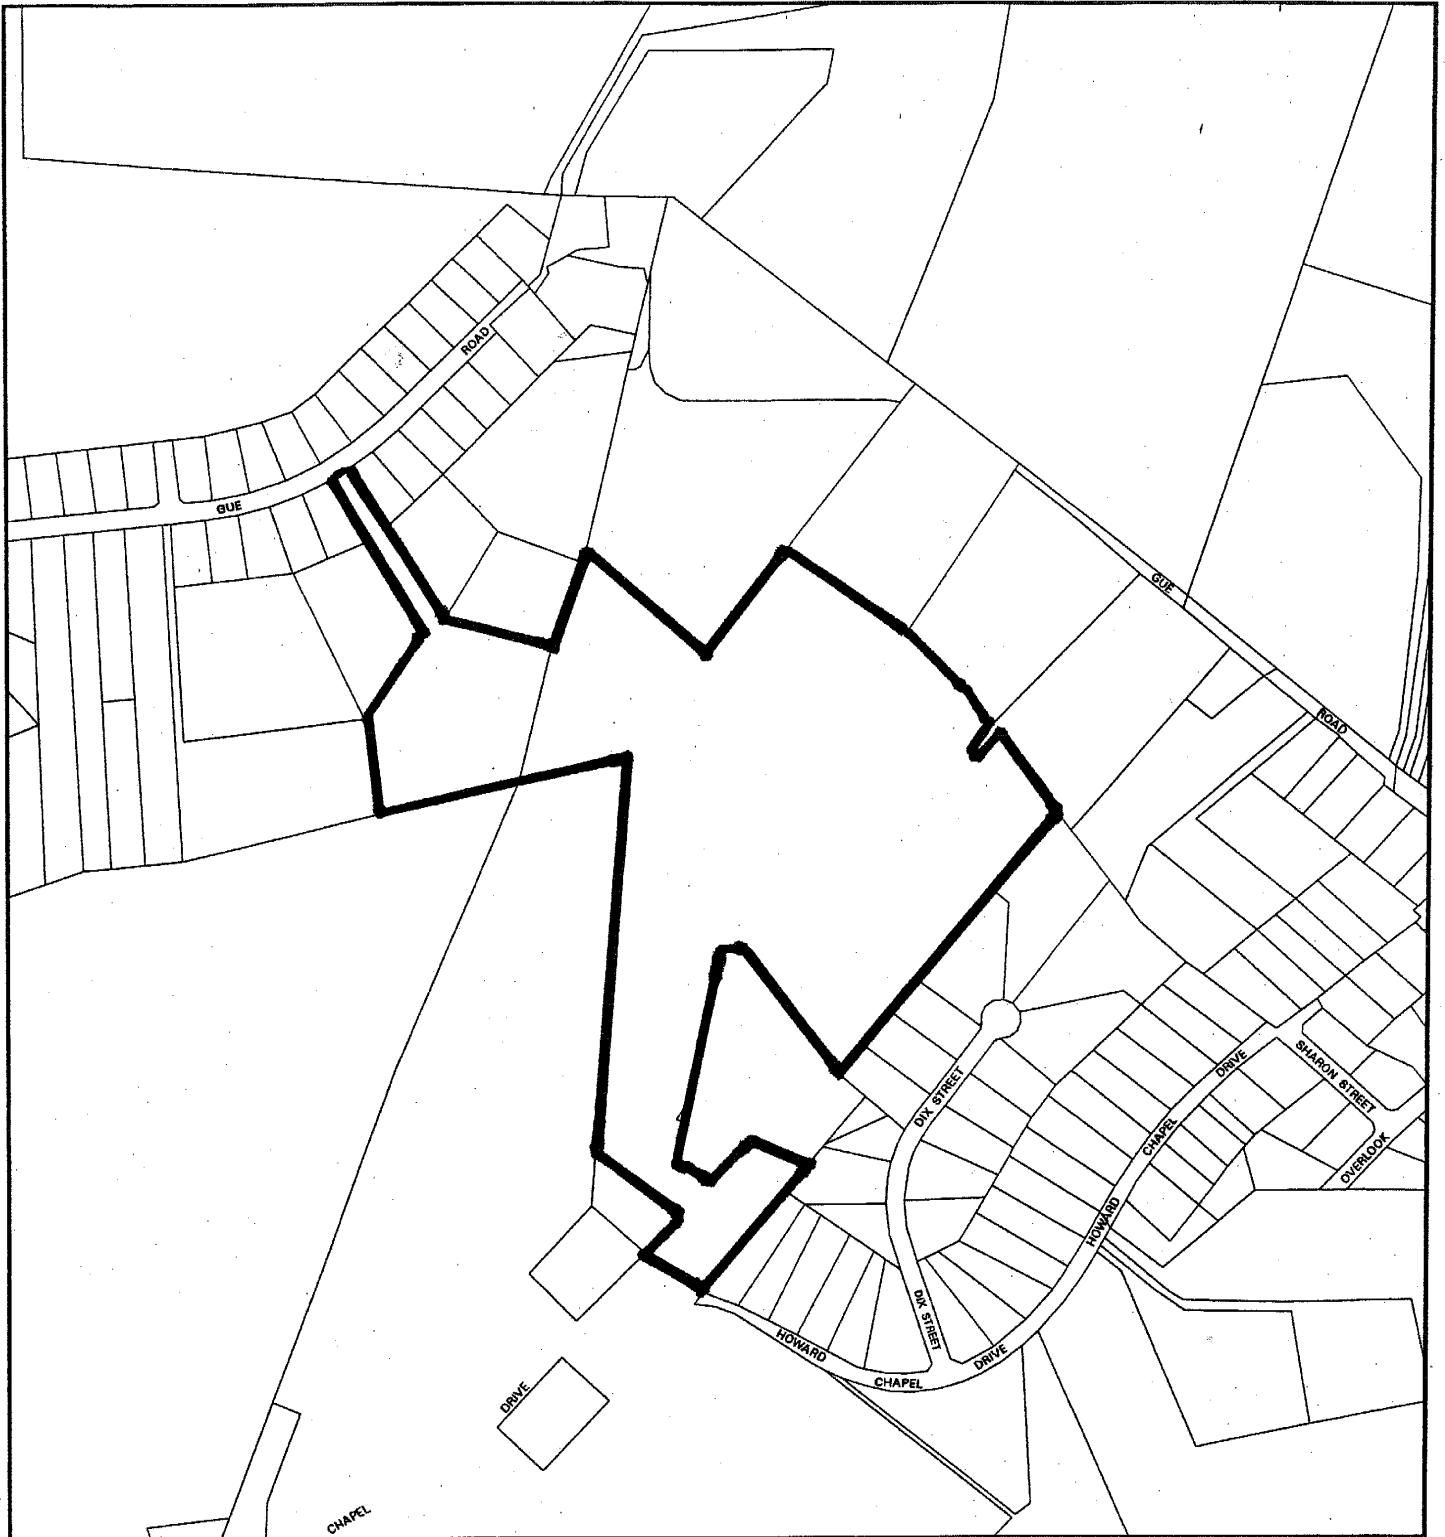 ROAD
GUE
GUE
ROAD
SHARON STREET
DRIVE
DIX STREET
CHAPEL
OVERLOOK
HOWARD
DIX STREET
HOWARD
DRIVE
CHAPEL
DRIVE
CHAPEL